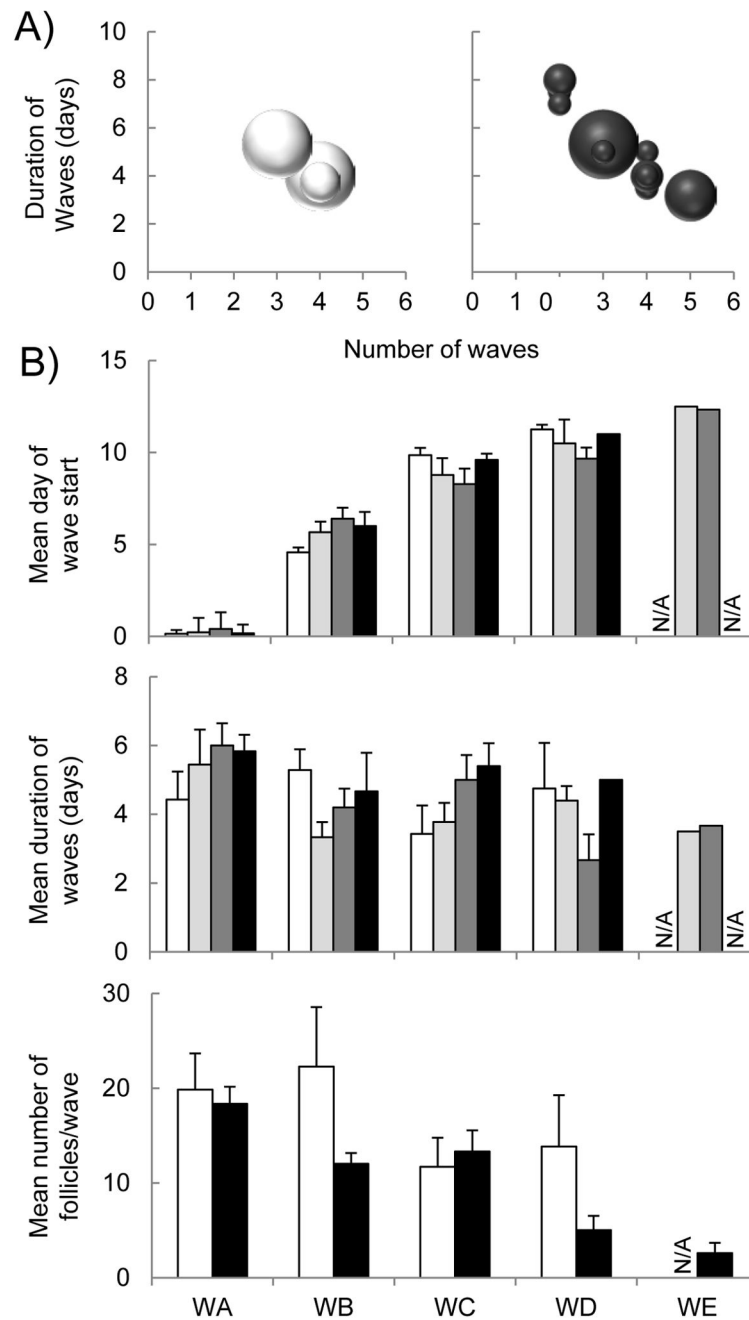 A)
Duration of
Waves (days)
10
8
6
4
2
0
0 1 2 3 4 5 6
0 1 0 3 4 5 6
Number of waves
B)
Mean day of
wave start
15
10
5
0
N/A
N/A
Mean duration of
waves (days)
8
6
4
2
0
N/A
N/A
Mean number of
follicles/wave
30
20
10
0
N/A
WA WB WC WD WE